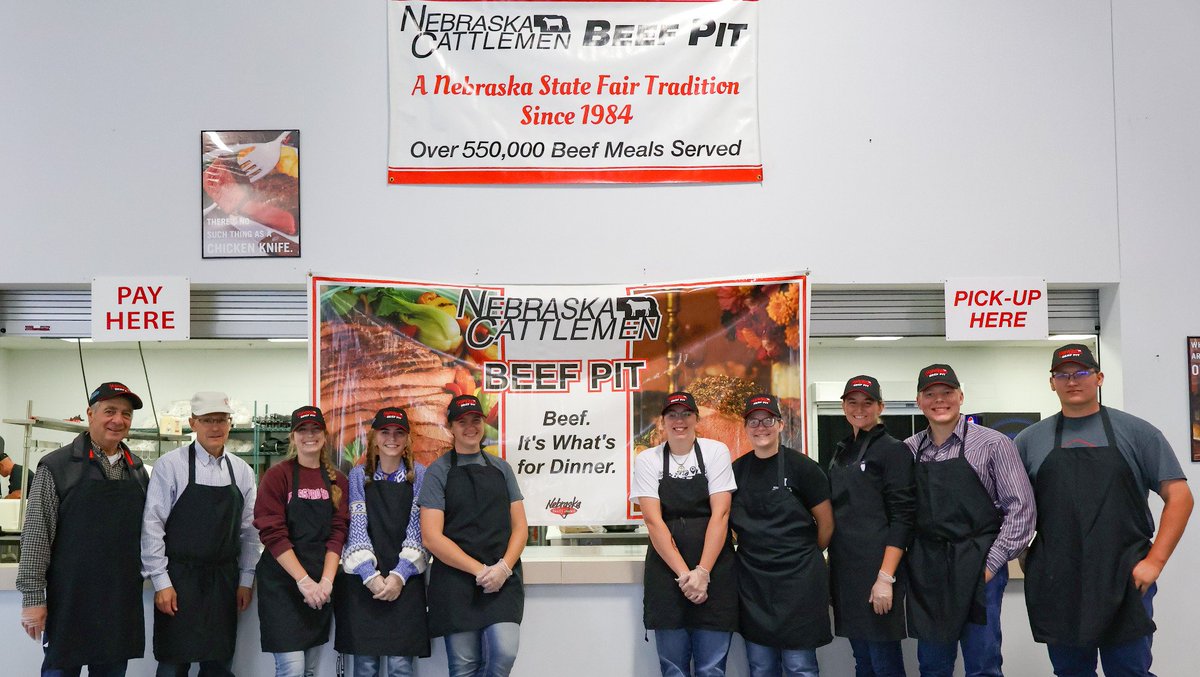 NEBRASKA
CATTLEMEN BEEF PIT
A Nebraska State Fair Tradition
Since 1984
Over 550,000 Beef Meals Served
THERE'S NO
SUCH THING AS A
CHICKEN KNIFE.
PAY
HERE
NEBRASKA
CATTLEMEN
BEEF PIT
Beef.
It's What's
for Dinner.
Nebraska
PICK-UP
HERE